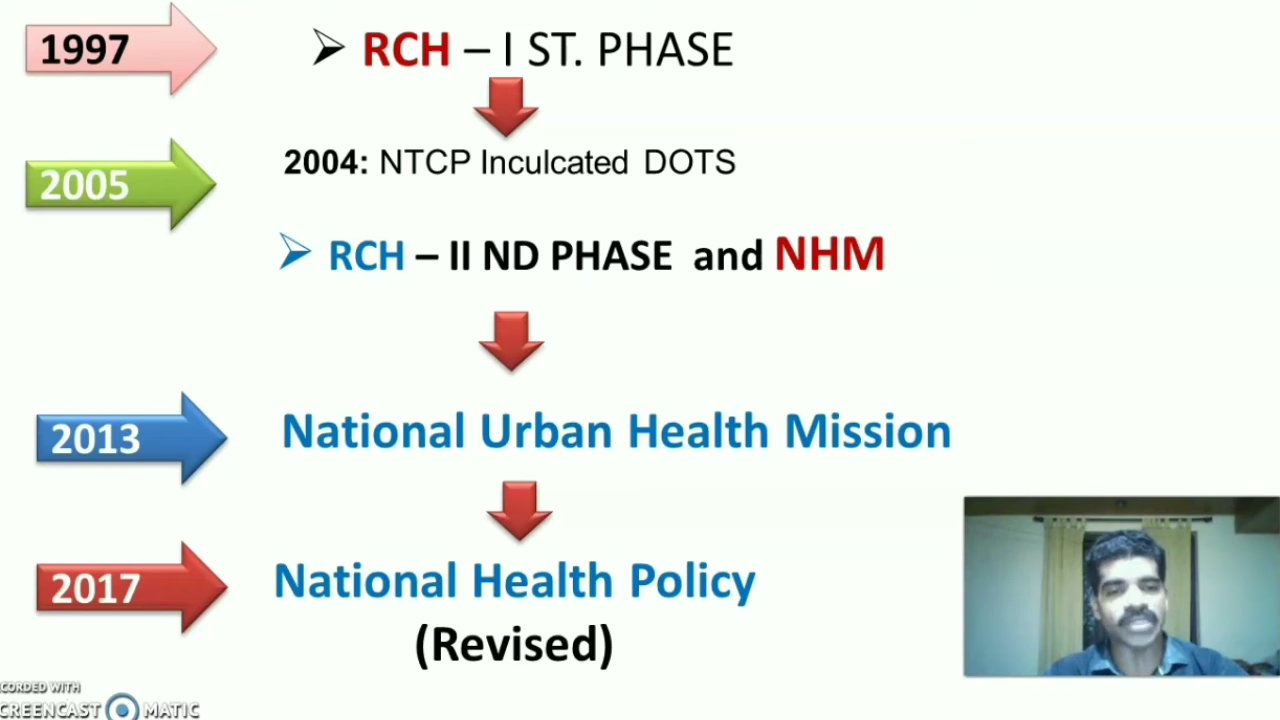 1997
➢ RCH – I ST. PHASE
2004: NTCP Inculcated DOTS
2005
➢ RCH – II ND PHASE and NHM
2013
National Urban Health Mission
2017
National Health Policy
(Revised)
CORDED WITH
CREENCAST MATIC